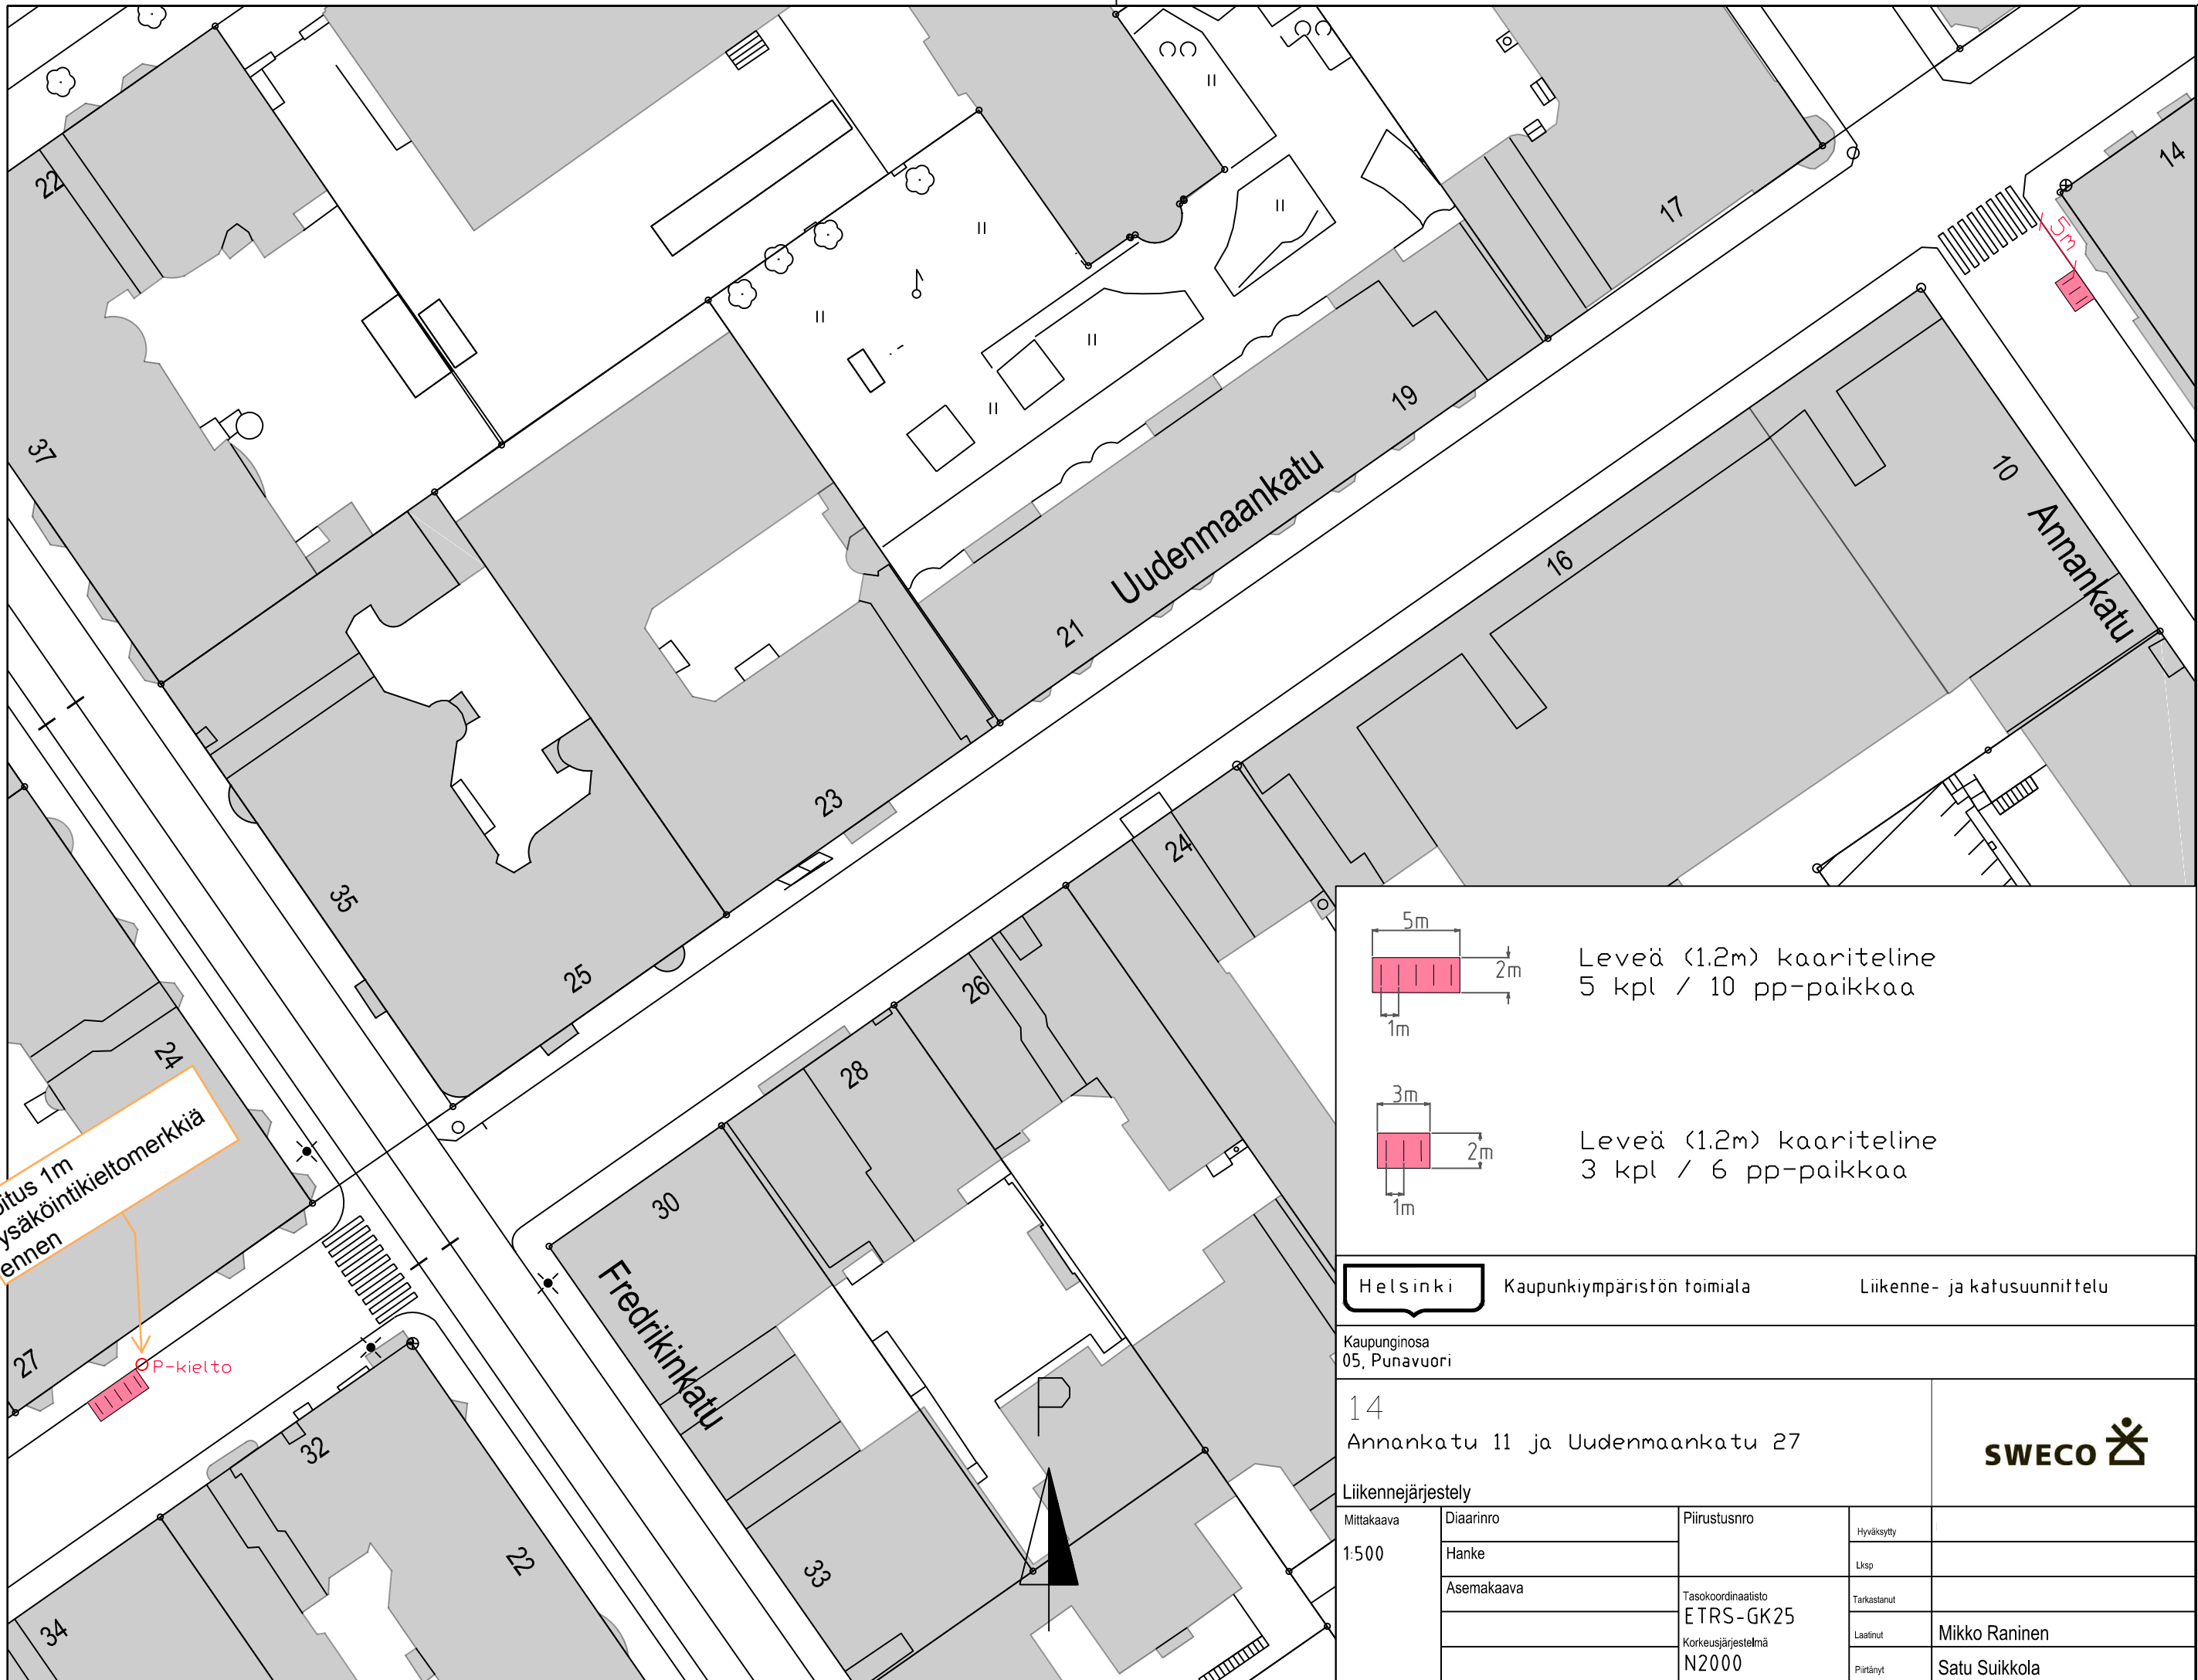 22
14
17
5m
37
19
10
Annankatu
Uudenmaankatu
16
21
23
24
35
25
26
28
24
30
1m
ysäköintikieltomerkkiä
ennen
Fredrikinkatu
27
P-kielto
32
22
33
34
5m
2m
1m
Leveä (1.2m) kaariteline
5 kpl / 10 pp-paikkaa
3m
2m
1m
Leveä (1.2m) kaariteline
3 kpl / 6 pp-paikkaa
Helsinki Kaupunkiympäristön toimiala Liikenne- ja katusuunnittelu
Kaupunginosa
05, Punavuori
14
Annankatu 11 ja Uudenmaankatu 27
SWECO
Liikennejärjestely
Mittakaava
1:500
Diaarinro
Hanke
Asemakaava
Piirustusnro
Tasokoordinaatisto
ETRS-GK25
Korkeusjärjestelmä
N2000
Hyväksytty
Lksp
Tarkastanut
Laatinut Mikko Raninen
Piirtänyt Satu Suikkola